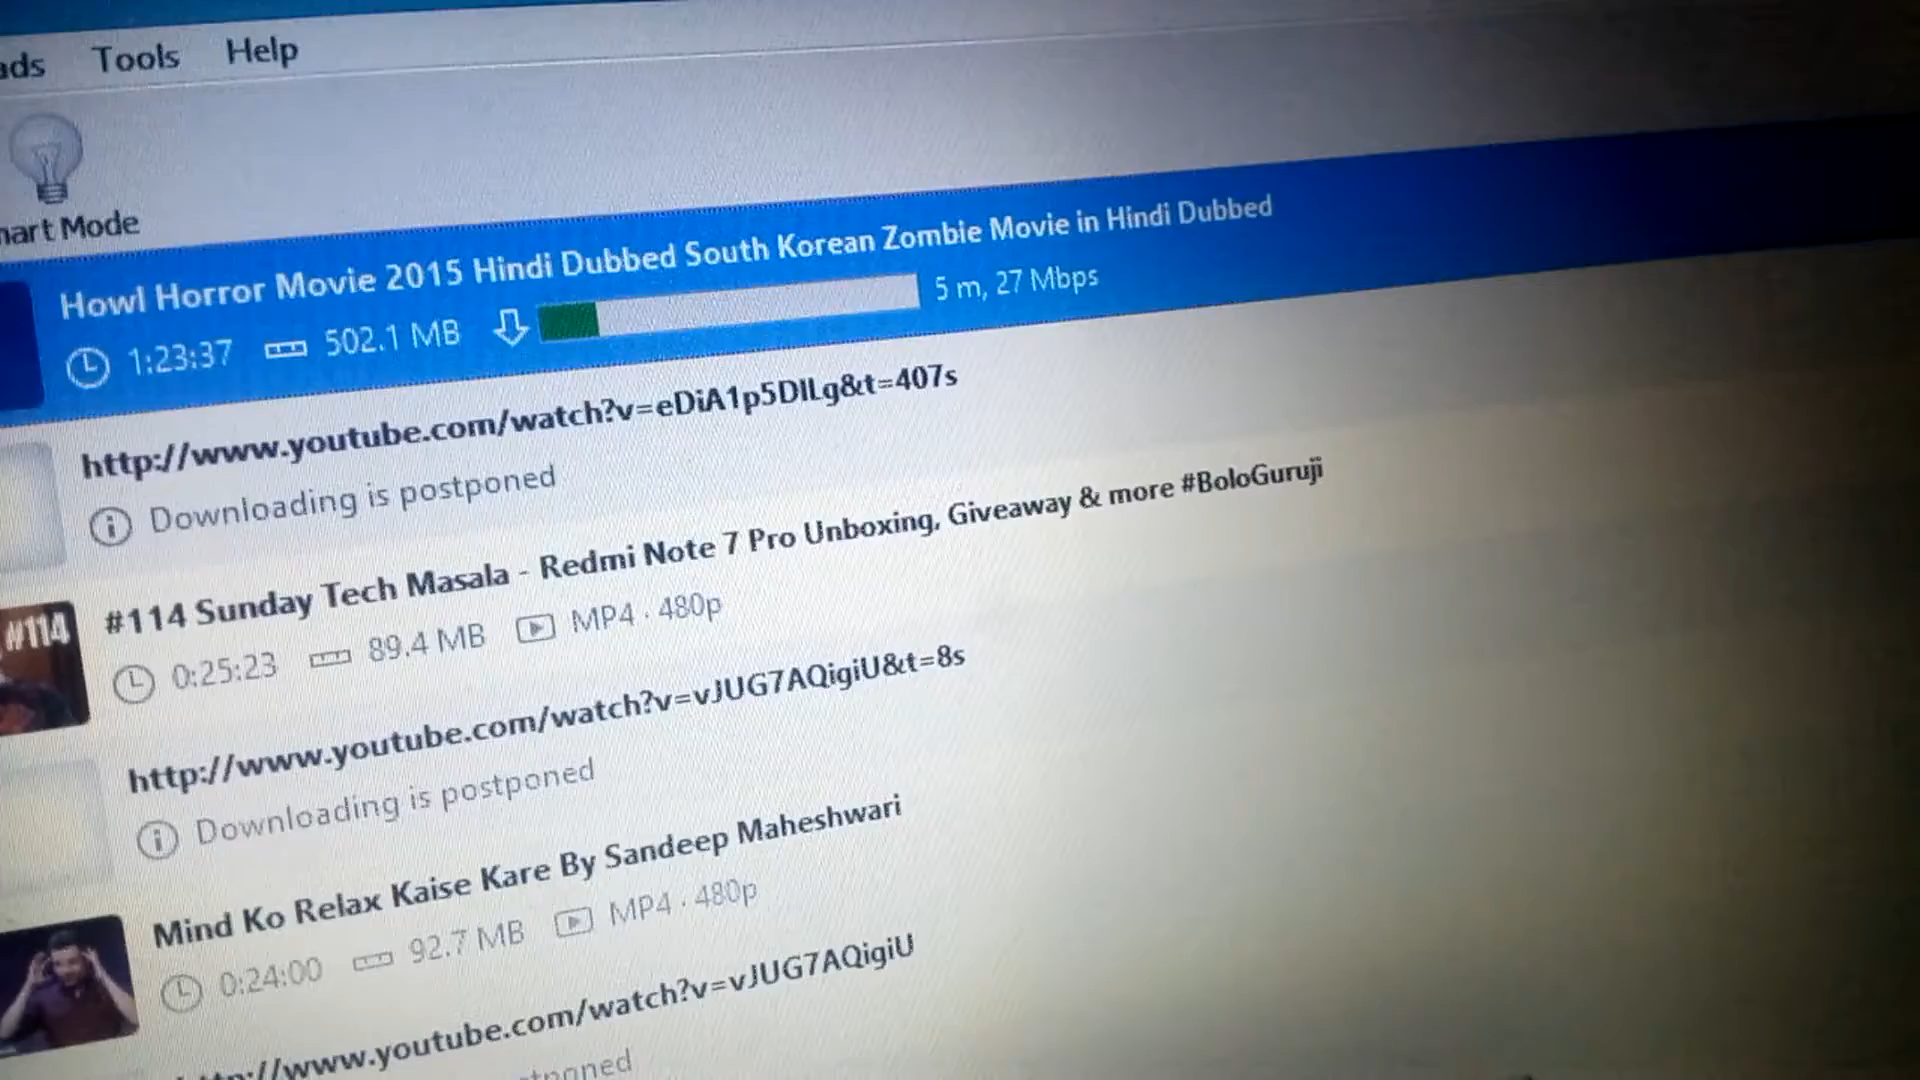 Tools Help
Mode
Howl Horror Movie 2015 Hindi Dubbed South Korean Zombie Movie in Hindi Dubbed
1:23:37 502.1 MB 5 m, 27 Mbps
http://www.youtube.com/watch?v=eDiA1p5DILg&t=407s
Downloading is postponed
#114
#114 Sunday Tech Masala - Redmi Note 7 Pro Unboxing, Giveaway & more #BoloGuruji
0:25:23 89.4 MB MP4 · 480p
http://www.youtube.com/watch?v=vJUG7AQigiU&t=8s
Downloading is postponed
Mind Ko Relax Kaise Kare By Sandeep Maheshwari
0:24:00 92.7 MB MP4 · 480p
://www.youtube.com/watch?v=vJUG7AQigiU